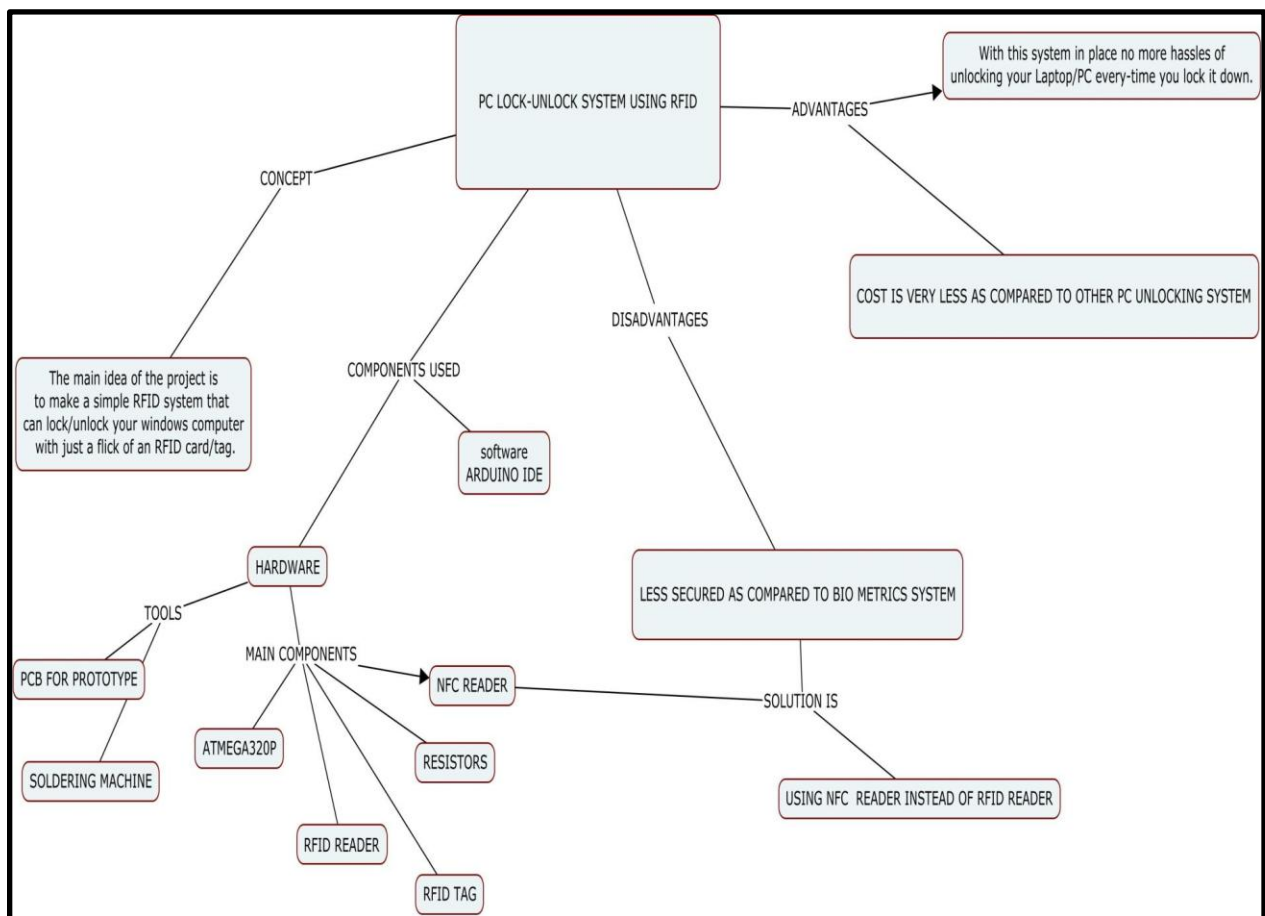 PC LOCK-UNLOCK SYSTEM USING RFID
With this system in place no more hassles of
unlocking your Laptop/PC every-time you lock it down.
ADVANTAGES
COST IS VERY LESS AS COMPARED TO OTHER PC UNLOCKING SYSTEM
CONCEPT
The main idea of the project is
to make a simple RFID system that
can lock/unlock your windows computer
with just a flick of an RFID card/tag.
COMPONENTS USED
software
ARDUINO IDE
HARDWARE
TOOLS
PCB FOR PROTOTYPE
SOLDERING MACHINE
MAIN COMPONENTS
ATMEGA320P
RFID READER
RFID TAG
RESISTORS
NFC READER
DISADVANTAGES
LESS SECURED AS COMPARED TO BIO METRICS SYSTEM
SOLUTION IS
USING NFC READER INSTEAD OF RFID READER